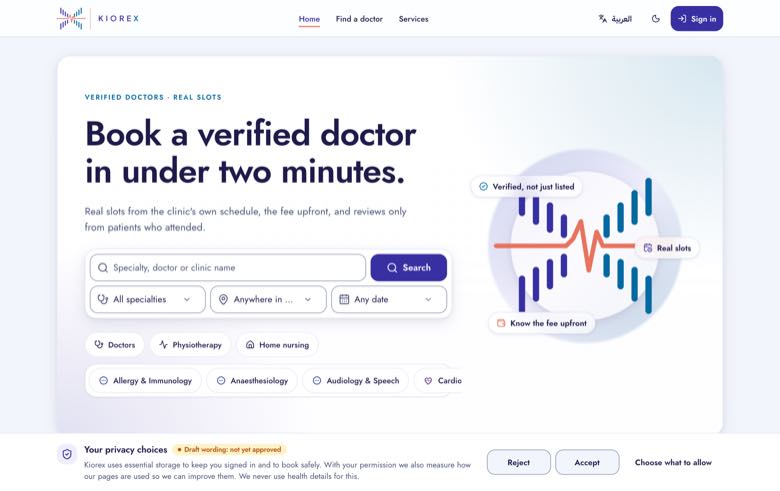 KIOREX
Home
Find a doctor
Services
العربية
Sign in
VERIFIED DOCTORS · REAL SLOTS
Book a verified doctor
in under two minutes.
Real slots from the clinic's own schedule, the fee upfront, and reviews only
from patients who attended.
Specialty, doctor or clinic name
Search
All specialties
Anywhere in ...
Any date
Doctors
Physiotherapy
Home nursing
Allergy & Immunology
Anaesthesiology
Audiology & Speech
Cardio
Verified, not just listed
Real slots
Know the fee upfront
Your privacy choices
Draft wording: not yet approved
Kiorex uses essential storage to keep you signed in and to book safely. With your permission we also measure how
our pages are used so we can improve them. We never use health details for this.
Reject
Accept
Choose what to allow